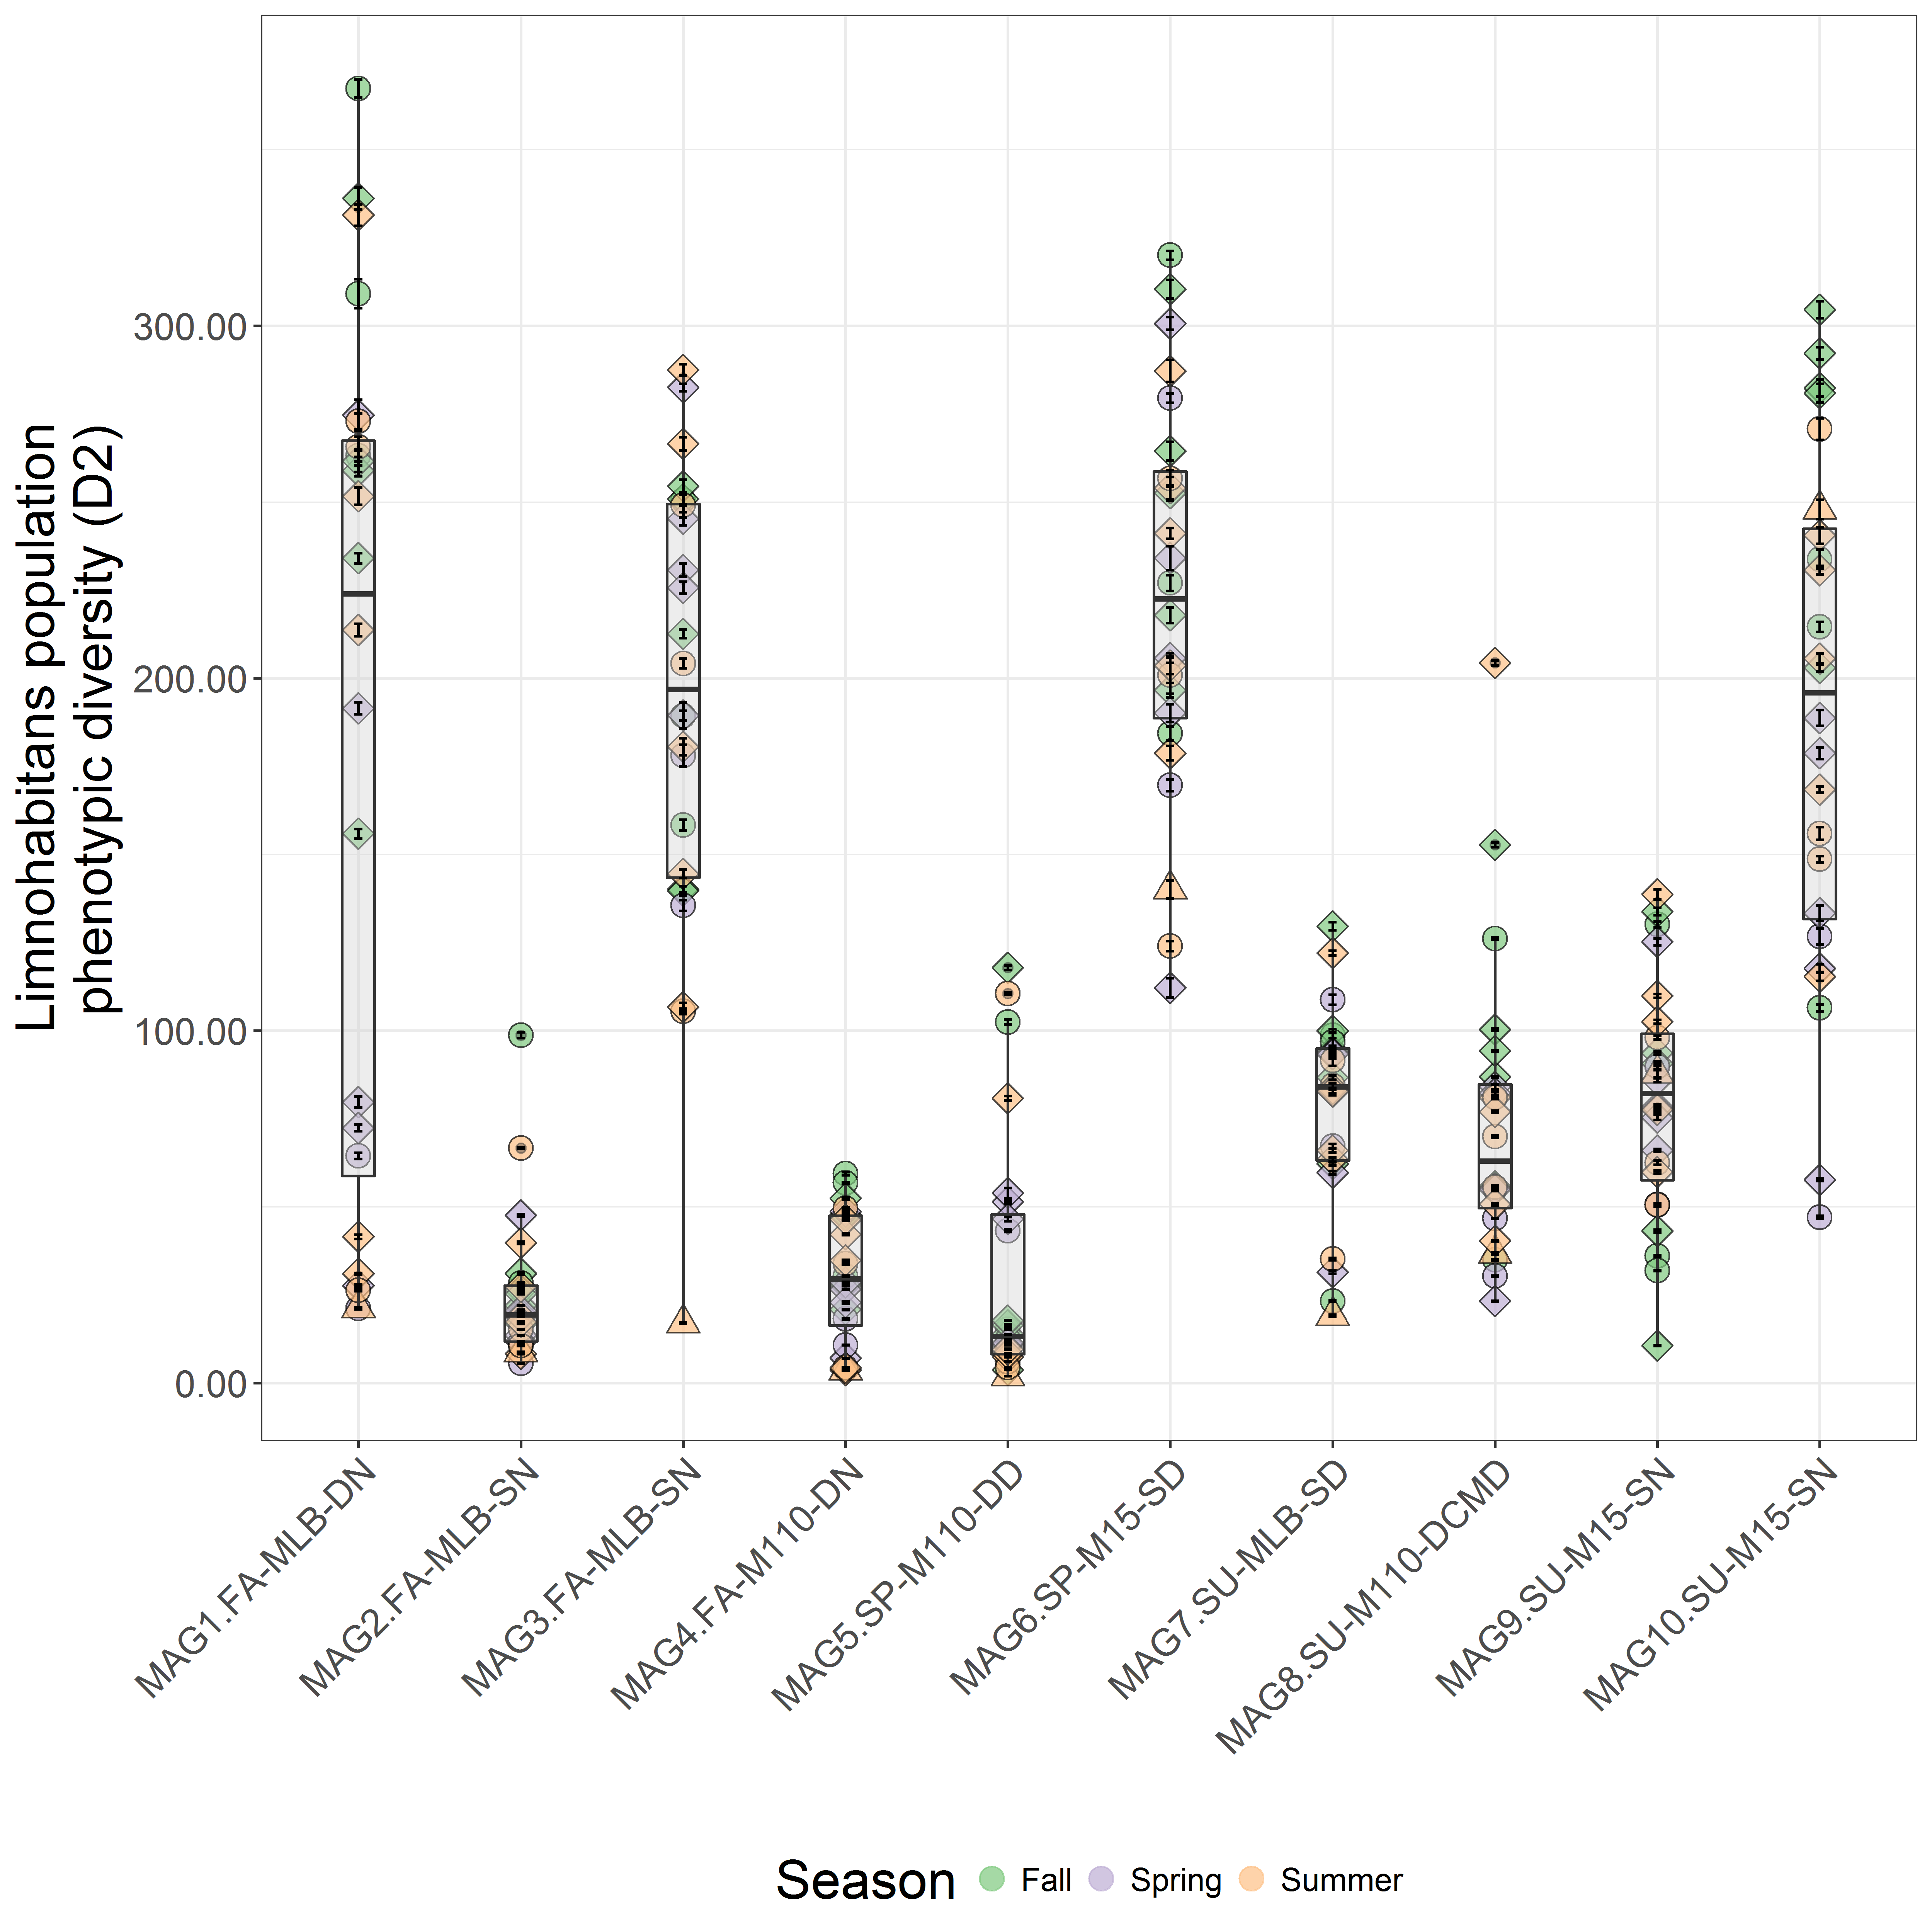 Limnohabitans population
phenotypic diversity (D2)
300.00
200.00
100.00
0.00
MAG1.FA-MLB-DN
MAG2.FA-MLB-SN
MAG3.FA-MLB-SN
MAG4.FA-M110-DN
MAG5.SP-M110-DD
MAG6.SP-M15-SD
MAG7.SU-MLB-SD
MAG8.SU-M110-DCMD
MAG9.SU-M15-SN
MAG10.SU-M15-SN
Season Fall Spring Summer